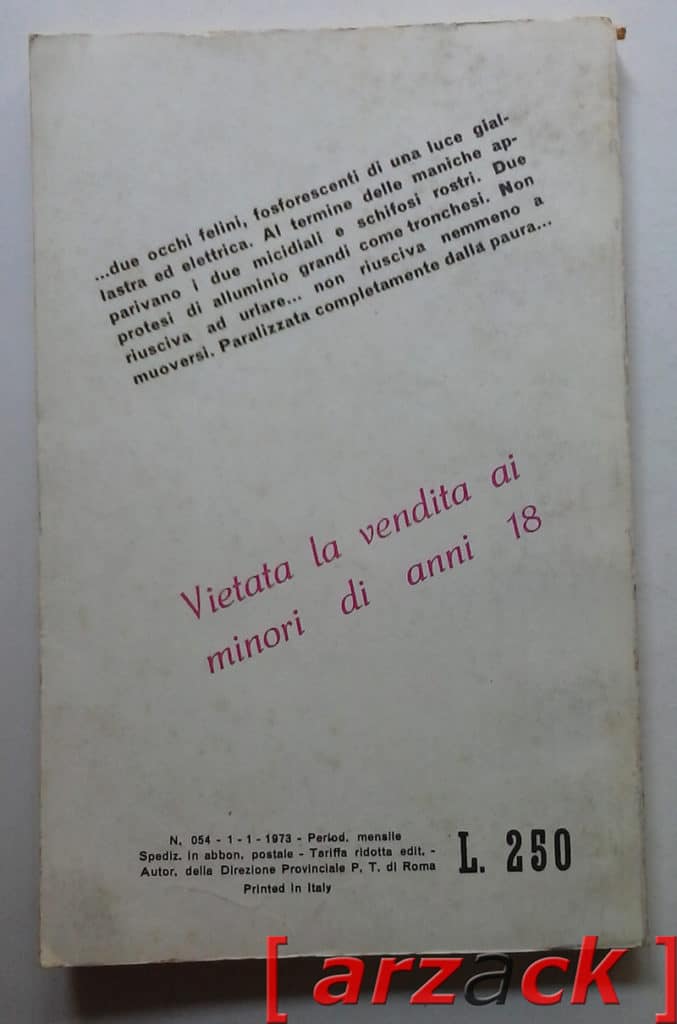 ...due occhi felini, fosforescenti di una luce gial-
lastra ed elettrica. Al termine delle maniche ap-
parivano i due micidiali e schifosi rostri. Due
protesi di alluminio grandi come tronchesi. Non
riusciva ad urlare... non riusciva nemmeno a
muoversi. Paralizzata completamente dalla paura...
Vietata la vendita ai
minori di anni 18
N. 054 - 1 - 1 - 1973 - Period. mensile
Spediz. in abbon. postale - Tariffa ridotta edit. -
Autor. della Direzione Provinciale P. T. di Roma
Printed in Italy
L. 250
[ arzack ]